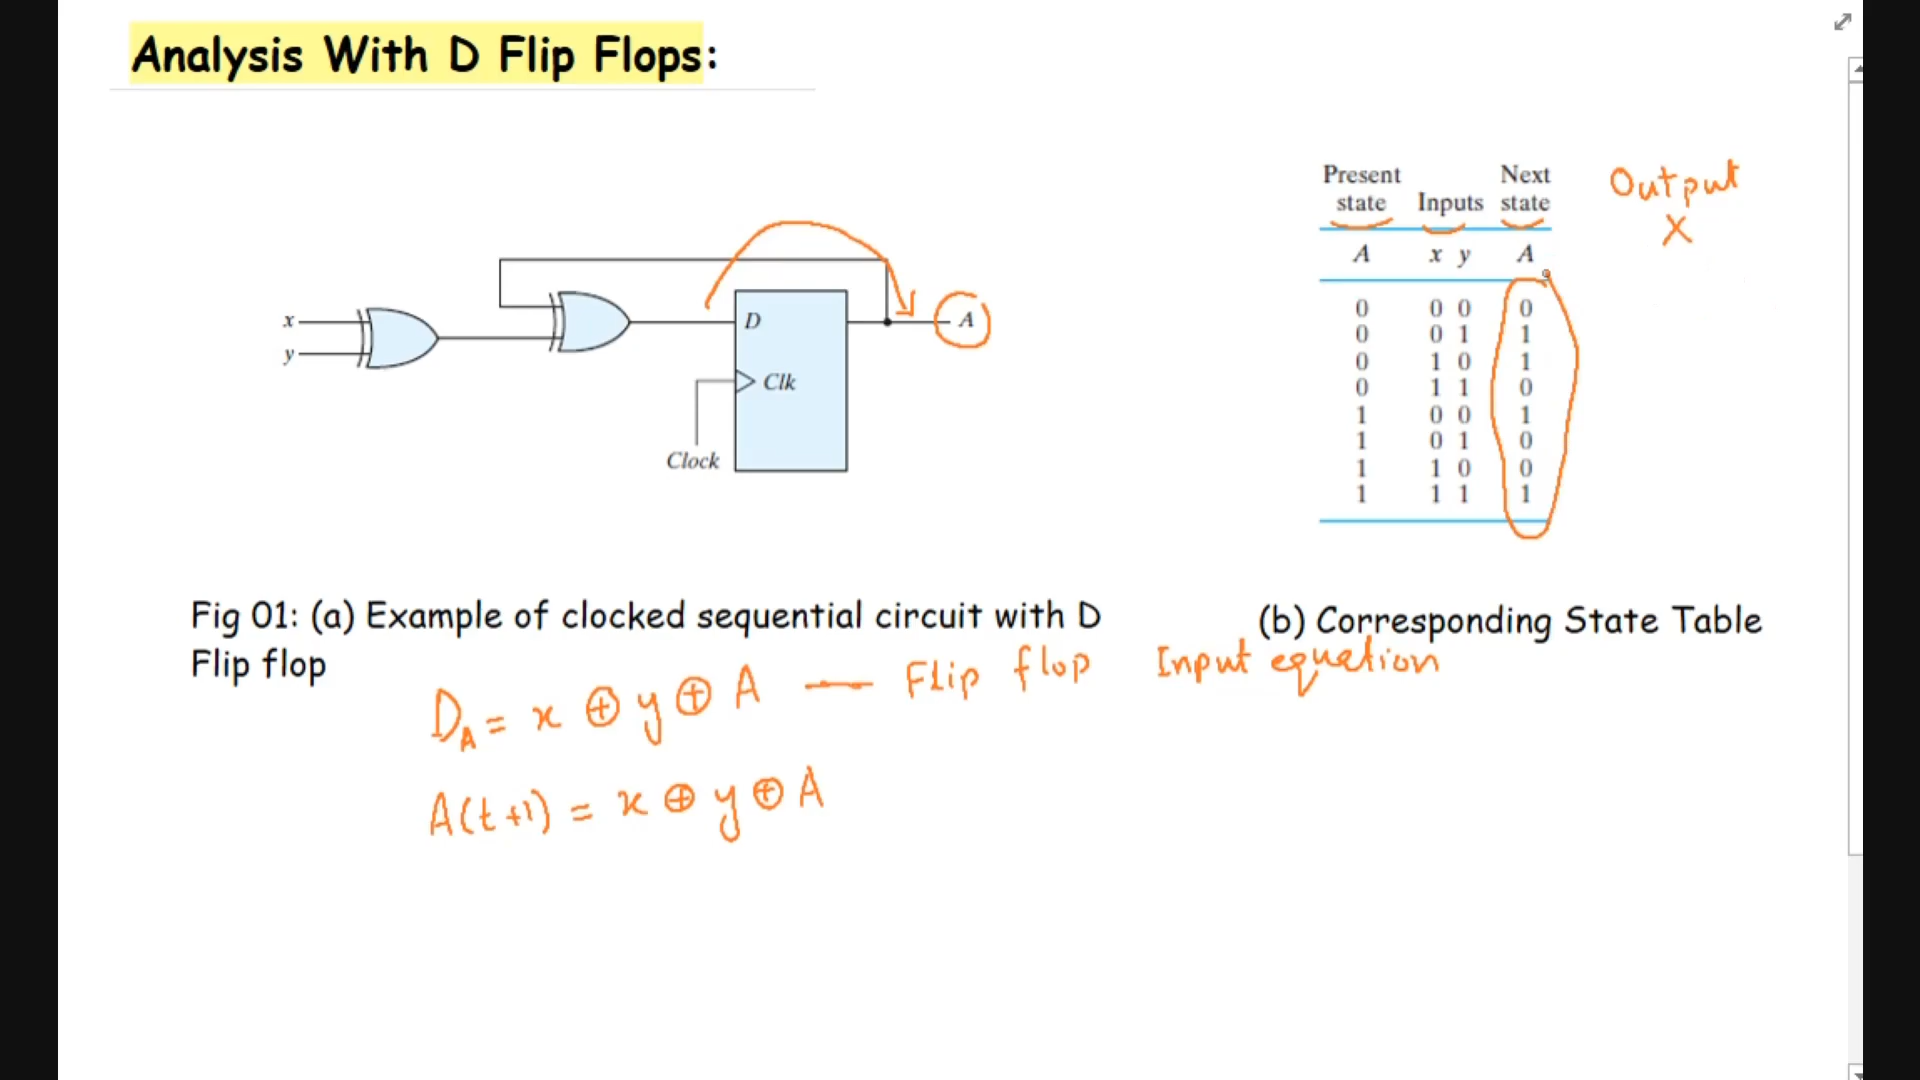 Analysis With D Flip Flops:
x
y
D
Clk
Clock
A
Present Next
state Inputs state
Output
X
A x y A
0 0 0 0
0 0 1 1
0 1 0 1
0 1 1 0
1 0 0 1
1 0 1 0
1 1 0 0
1 1 1 1
Fig 01: (a) Example of clocked sequential circuit with D
Flip flop
(b) Corresponding State Table
D_A = x ⊕ y ⊕ A — Flip flop Input equation
A(t+1) = x ⊕ y ⊕ A